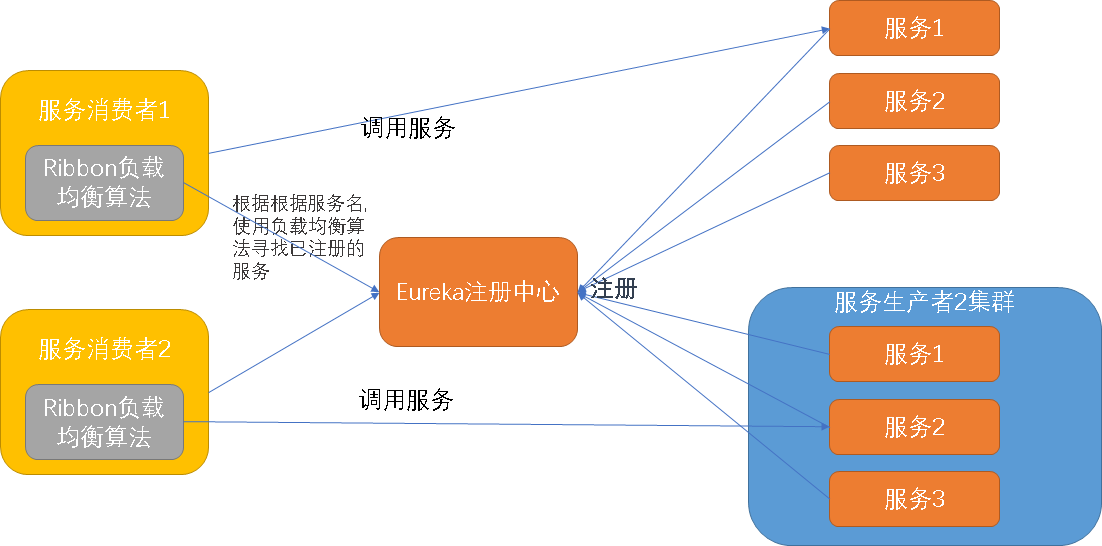 服务1
服务2
服务3
服务消费者1
Ribbon负载
均衡算法
调用服务
根据根据服务名,
使用负载均衡算
法寻找已注册的
服务
Eureka注册中心
注册
服务消费者2
Ribbon负载
均衡算法
调用服务
服务生产者2集群
服务1
服务2
服务3